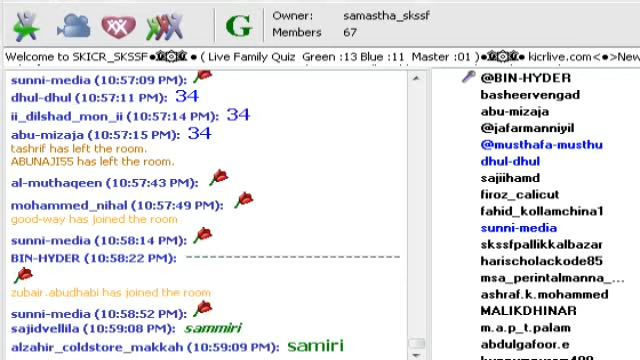 G
Owner: samastha_skssf
Members 67
Welcome to SKICR_SKSSF ( Live Family Quiz Green :13 Blue :11 Master :01 ) kicrlive.com<●>New
sunni-media (10:57:09 PM):
dhul-dhul (10:57:11 PM): 34
ii_dilshad_mon_ii (10:57:14 PM): 34
abu-mizaja (10:57:15 PM): 34
tashrif has left the room.
ABUNAJI55 has left the room.
al-muthaqeen (10:57:43 PM):
mohammed_nihal (10:57:49 PM):
good-way has joined the room
sunni-media (10:58:14 PM):
BIN-HYDER (10:58:22 PM): --------------------------------
zubair.abudhabi has joined the room
sunni-media (10:58:52 PM):
sajidvellila (10:59:08 PM): sammiri
alzahir_coldstore_makkah (10:59:09 PM): samiri
@BIN-HYDER
basheervengad
abu-mizaja
@jafarmanniyil
@musthafa-musthu
dhul-dhul
sajiihamd
firoz_calicut
fahid_kollamchina1
sunni-media
skssfpallikkalbazar
harischolackode85
msa_perintalmanna_...
ashraf.k.mohammed
MALIKDHINAR
m.a.p_t.palam
abdulgafoor.e